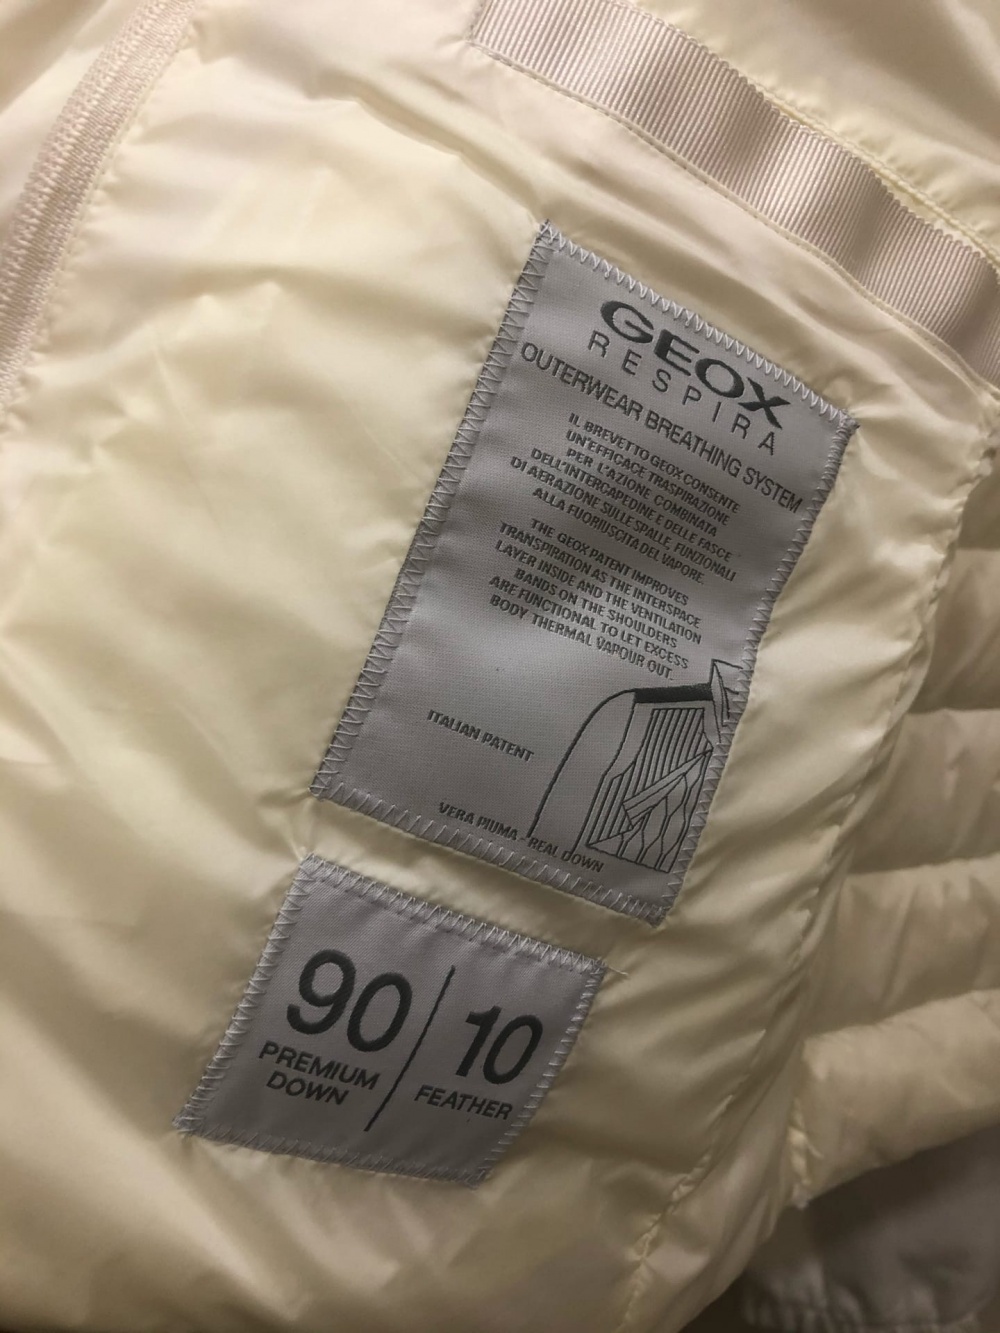 GEOX
RESPIRA
OUTERWEAR BREATHING SYSTEM
IL BREVETTO GEOX CONSENTE
UN'EFFICACE TRASPIRAZIONE
PER L'AZIONE COMBINATA
DELL'INTERCAPEDINE E DELLE FASCE
DI AERAZIONE SULLE SPALLE, FUNZIONALI
ALLA FUORIUSCITA DEL VAPORE.
THE GEOX PATENT IMPROVES
TRANSPIRATION AS THE INTERSPACE
LAYER INSIDE AND THE VENTILATION
BANDS ON THE SHOULDERS
ARE FUNCTIONAL TO LET EXCESS
BODY THERMAL VAPOUR OUT.
ITALIAN PATENT
VERA PIUMA - REAL DOWN
90
PREMIUM
DOWN
10
FEATHER